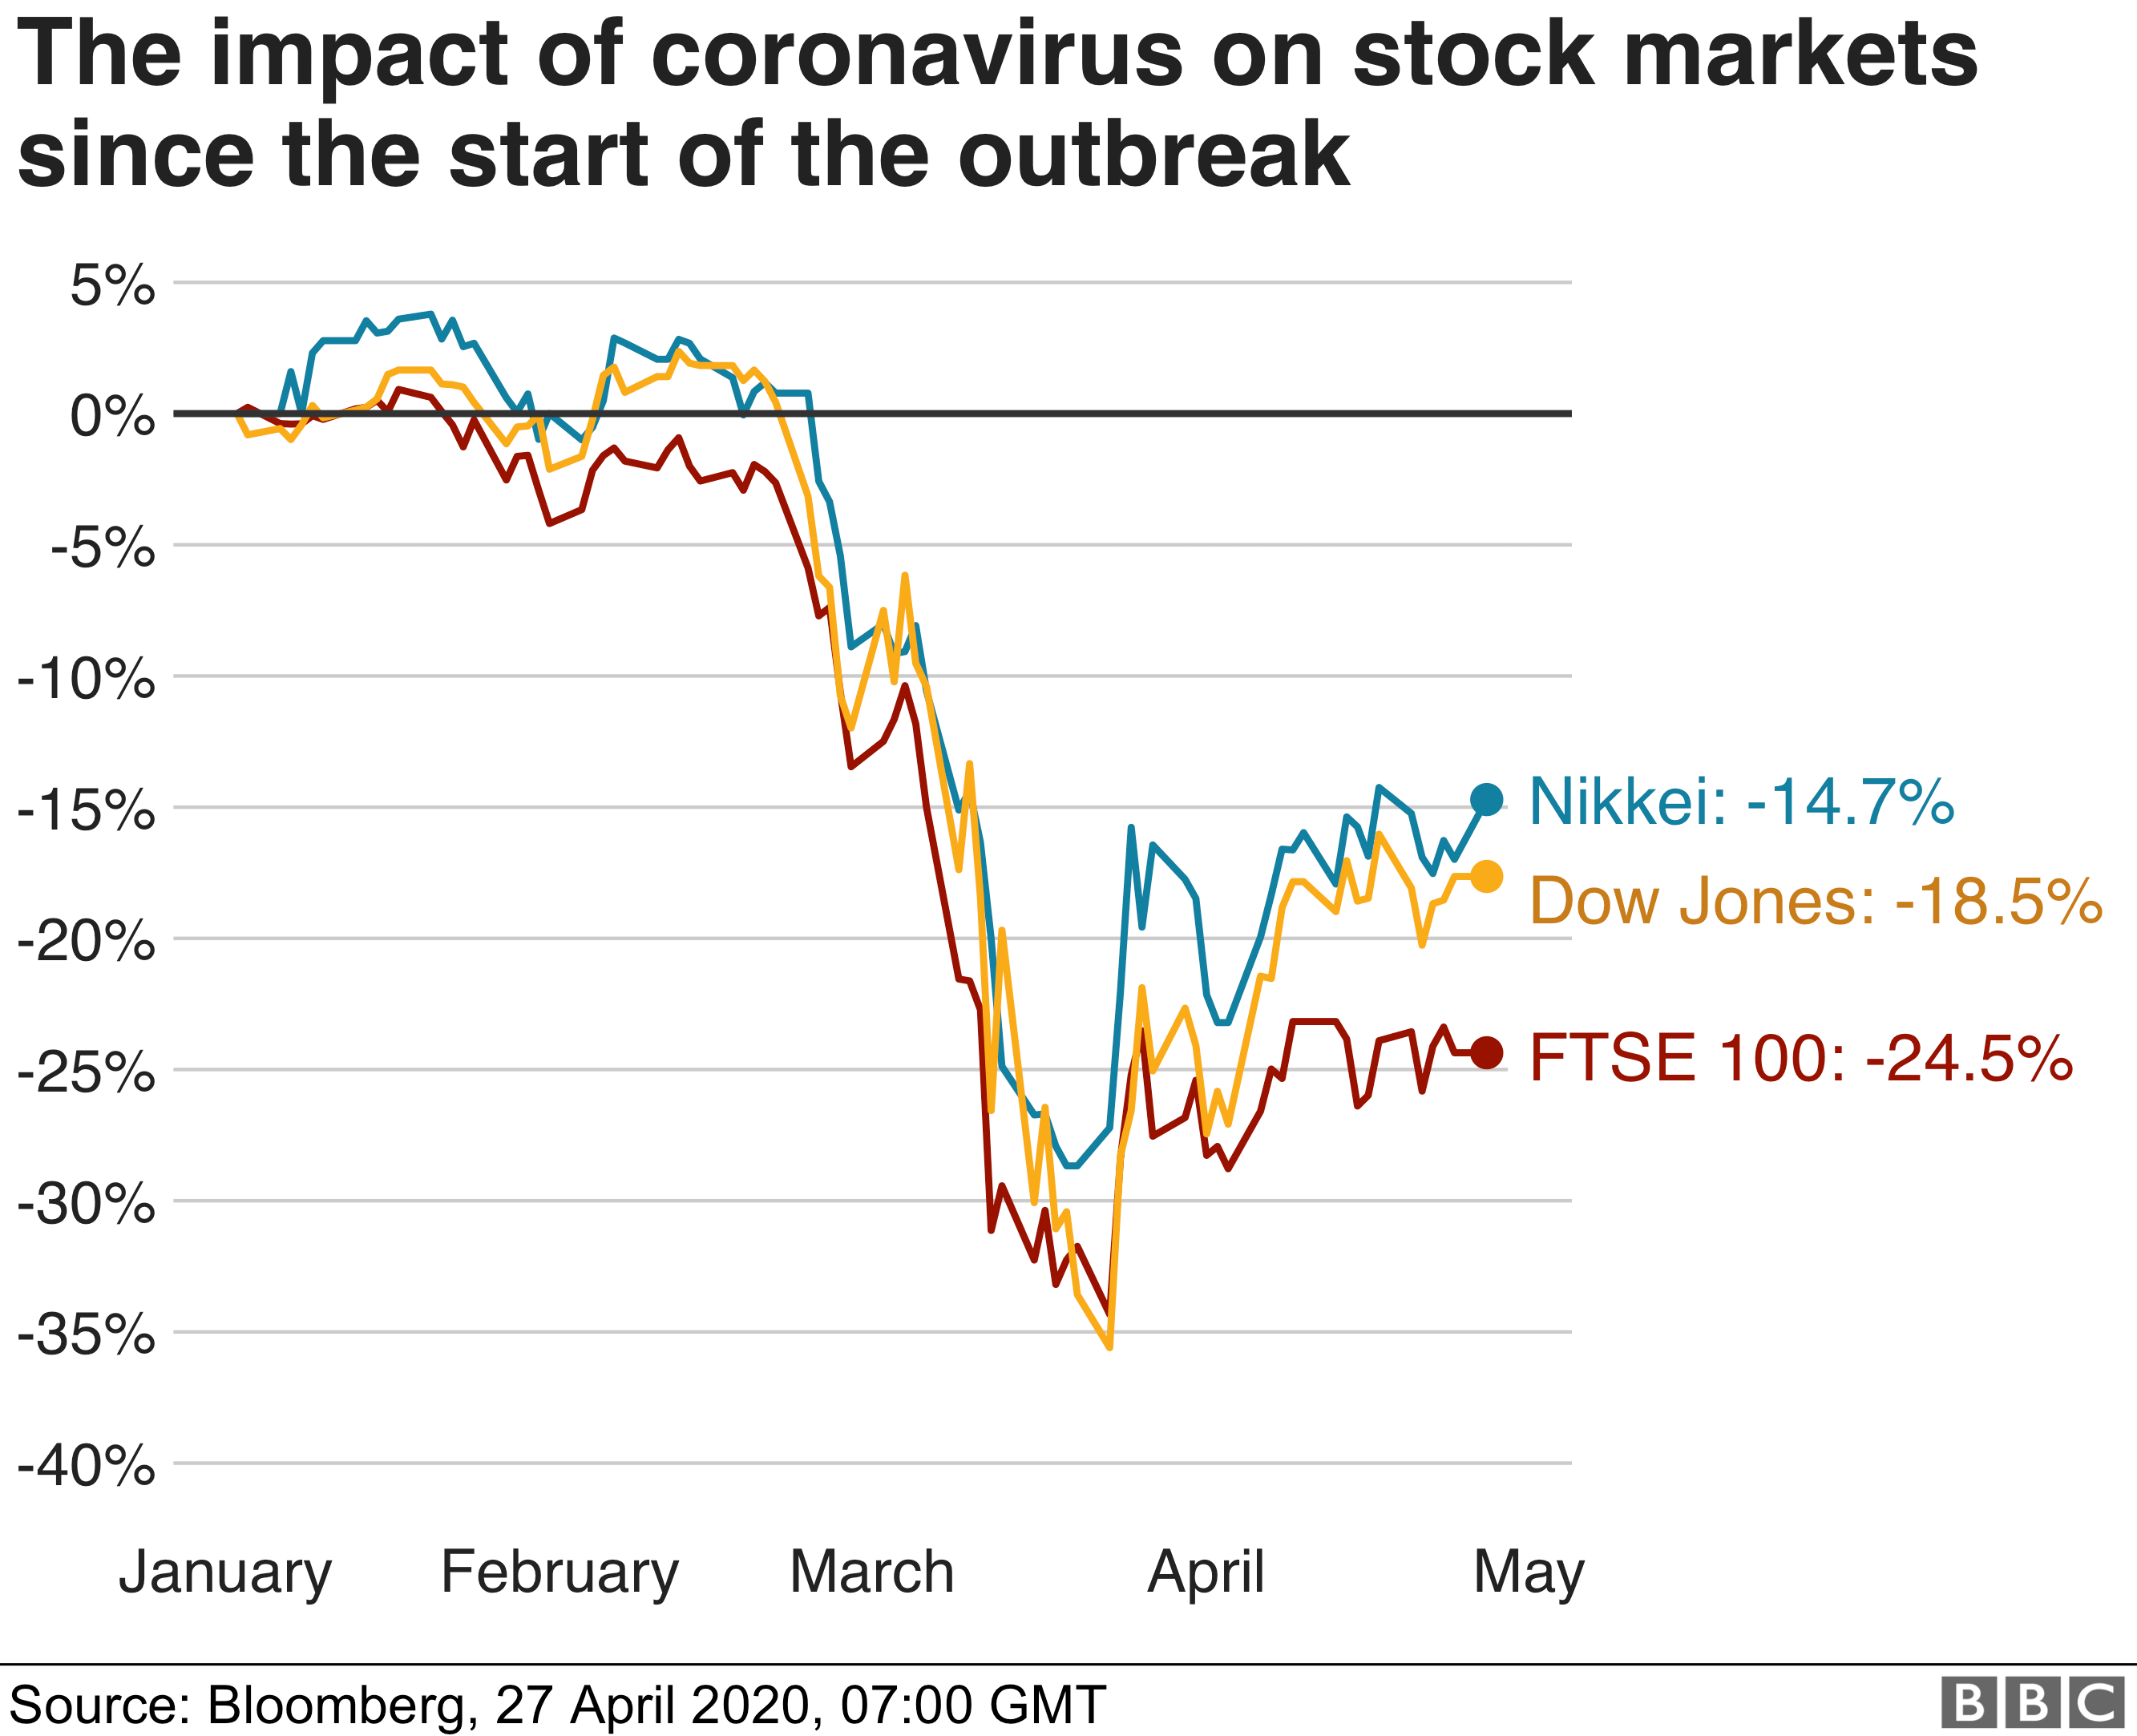 The impact of coronavirus on stock markets
since the start of the outbreak
5%
0%
-5%
-10%
-15%
-20%
-25%
-30%
-35%
-40%
Nikkei: -14.7%
Dow Jones: -18.5%
FTSE 100: -24.5%
January February March April May
Source: Bloomberg, 27 April 2020, 07:00 GMT
BBC